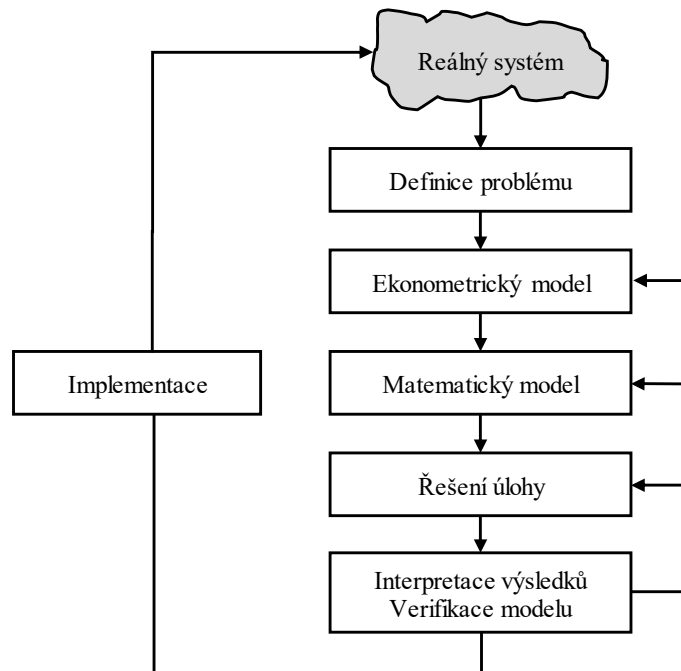 Reálný systém
Definice problému
Ekonometrický model
Implementace
Matematický model
Řešení úlohy
Interpretace výsledků
Verifikace modelu